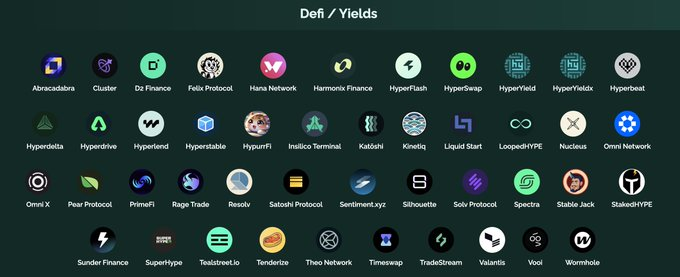 Defi / Yields
Abracadabra Cluster D2 Finance Felix Protocol Hana Network Harmonix Finance HyperFlash HyperSwap HyperYield HyperYieldx Hyperbeat
Hyperdelta Hyperdrive Hyperlend Hyperstable HypurrFi Insilico Terminal Katōshi Kinetiq Liquid Start LoopedHYPE Nucleus Omni Network
Omni X Pear Protocol PrimeFi Rage Trade Resolv Satoshi Protocol Sentiment.xyz Silhouette Solv Protocol Spectra Stable Jack StakedHYPE
SUPER HYPE
Sunder Finance SuperHype Tealstreet.io Tenderize Theo Network Timeswap TradeStream Valantis Vooi Wormhole